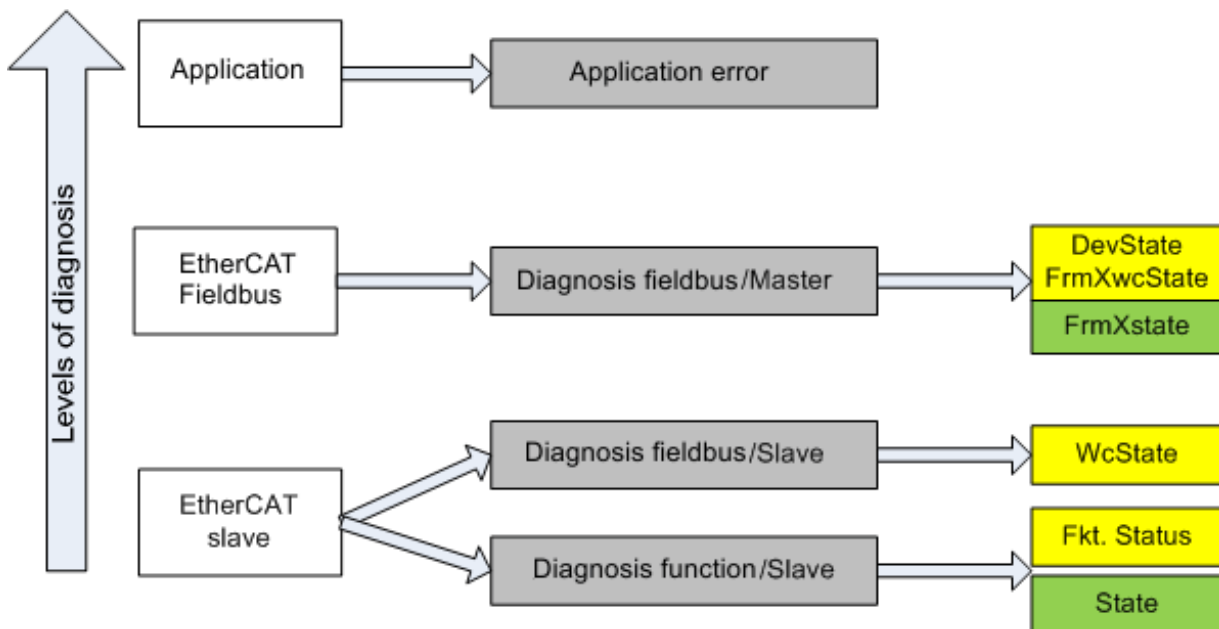 Levels of diagnosis
Application
Application error
EtherCAT
Fieldbus
Diagnosis fieldbus/Master
DevState
FrmXwcState
FrmXstate
EtherCAT
slave
Diagnosis fieldbus/Slave
WcState
Diagnosis function/Slave
Fkt. Status
State